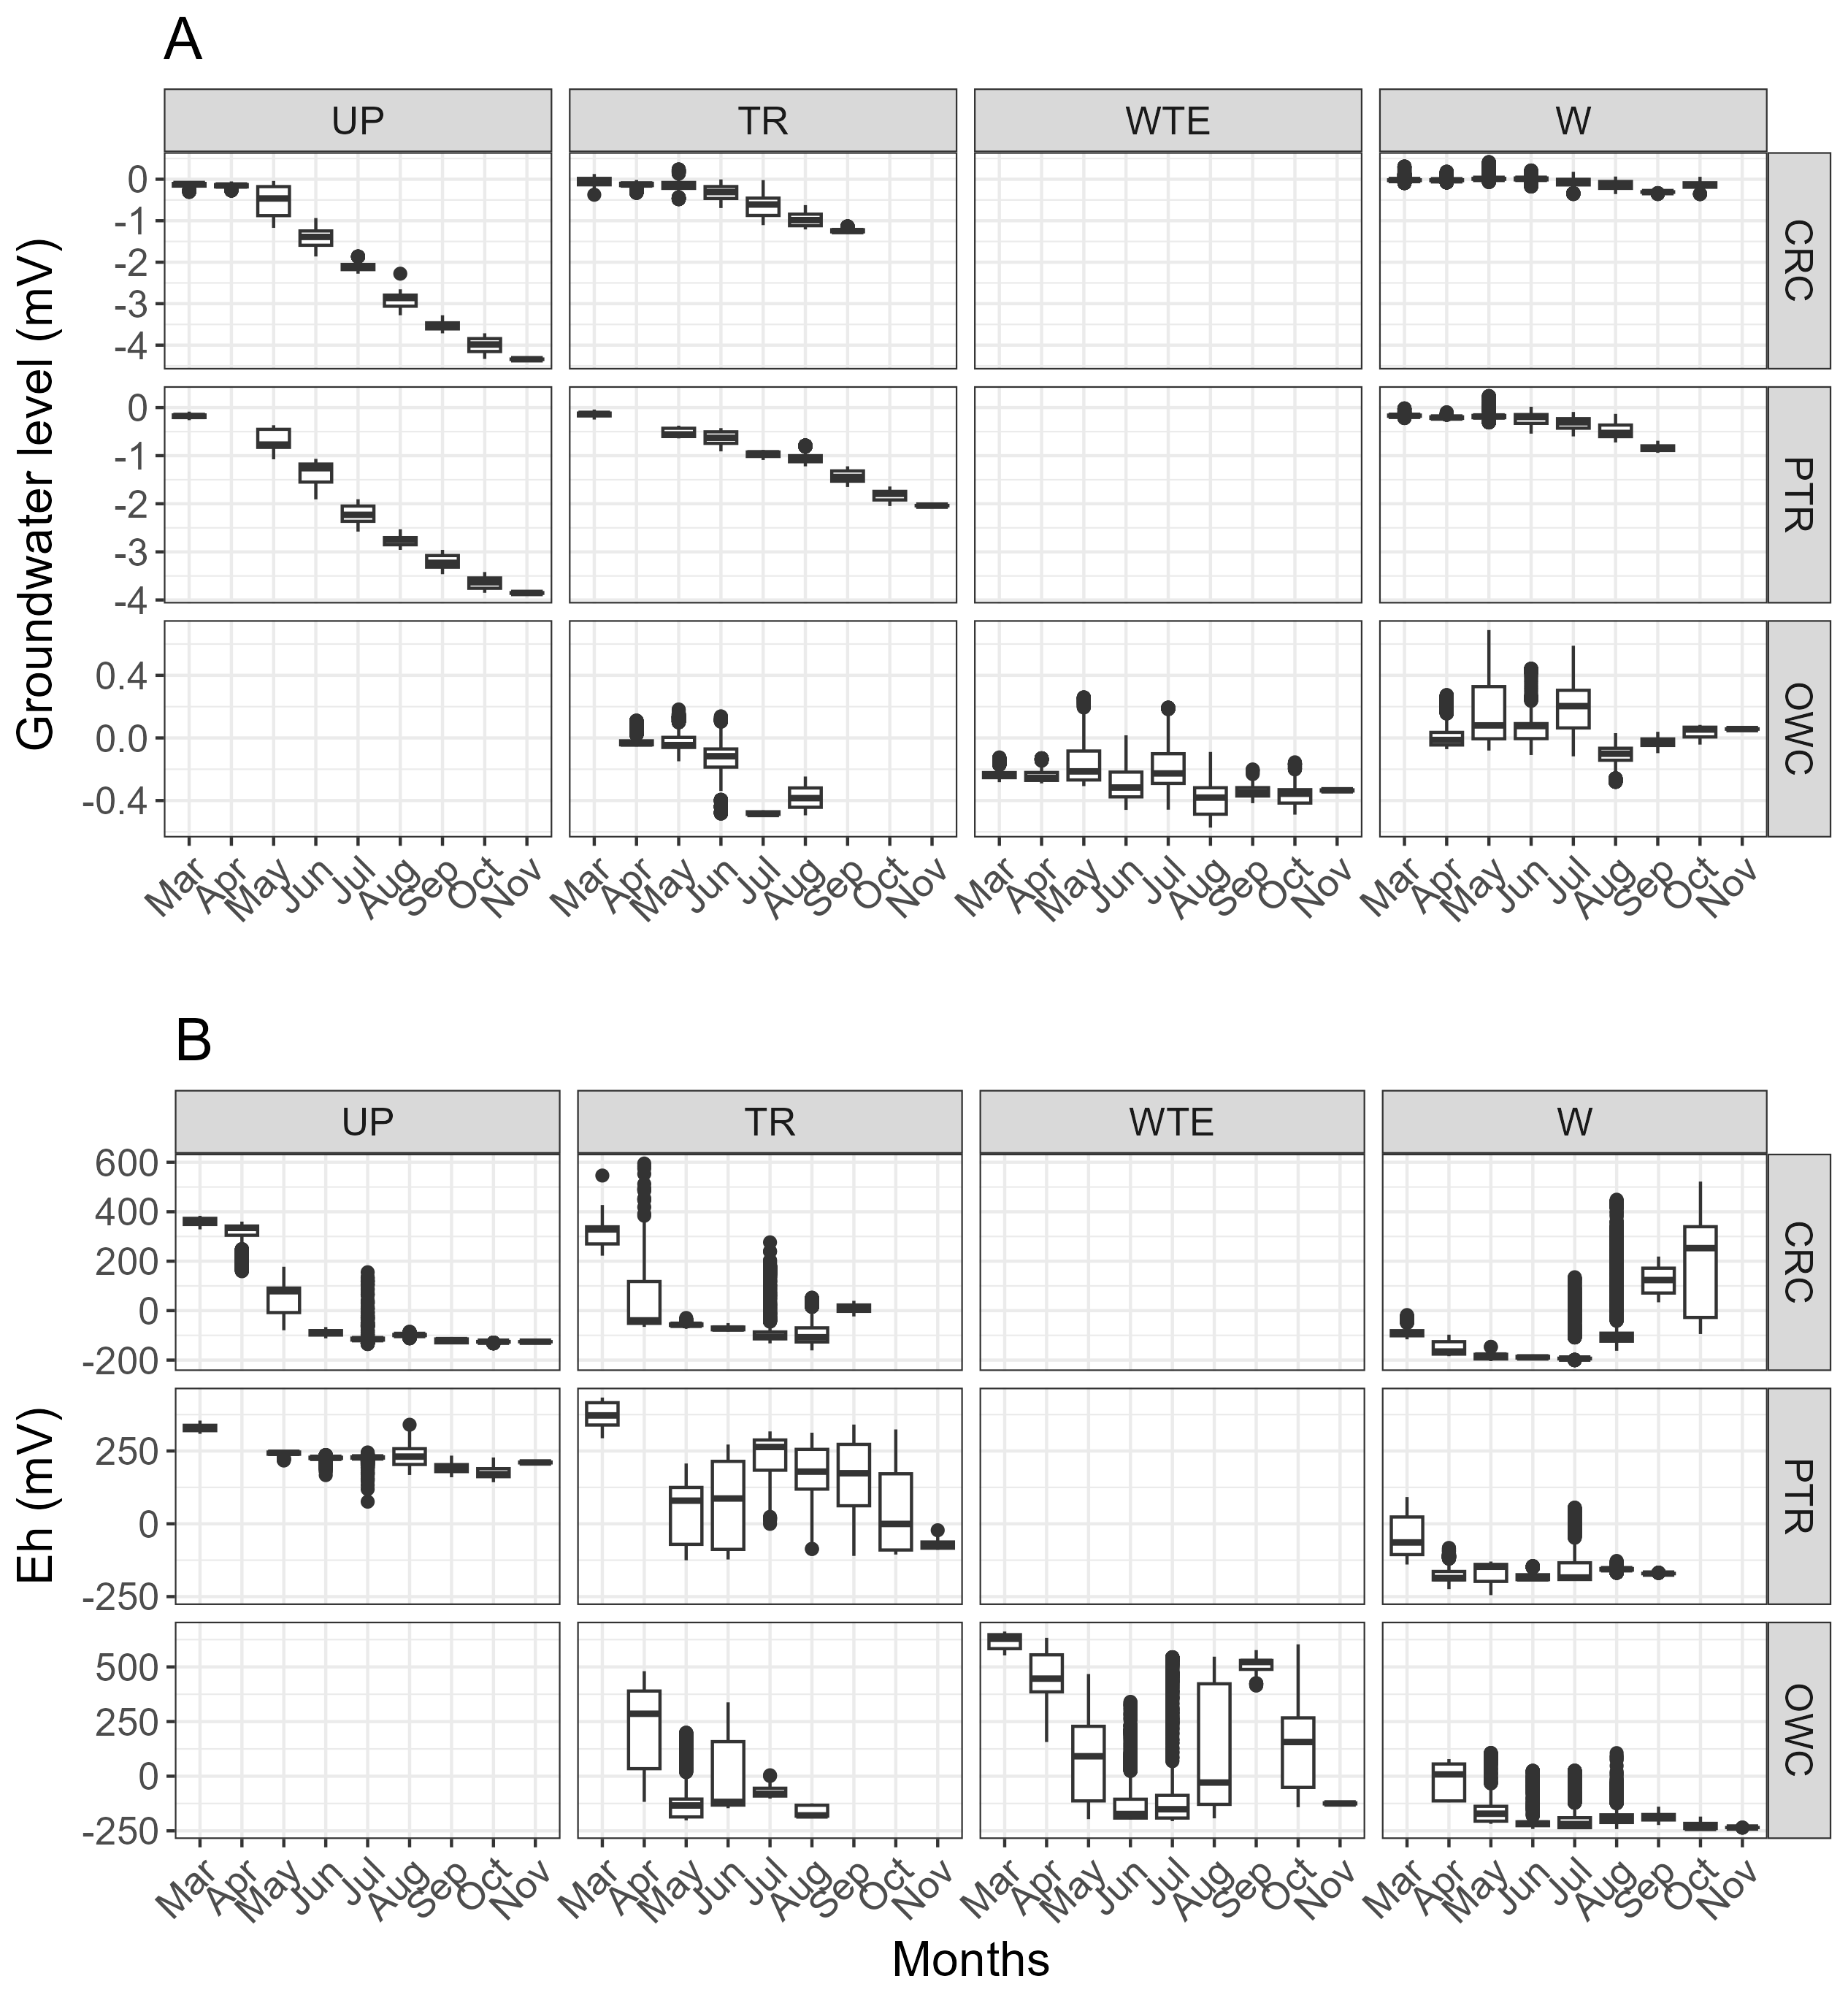 A
UP TR WTE W
Groundwater level (mV)
0
-1
-2
-3
-4
CRC
0
-1
-2
-3
-4
PTR
0.4
0.0
-0.4
OWC
Mar Apr May Jun Jul Aug Sep Oct Nov Mar Apr May Jun Jul Aug Sep Oct Nov Mar Apr May Jun Jul Aug Sep Oct Nov Mar Apr May Jun Jul Aug Sep Oct Nov
B
UP TR WTE W
Eh (mV)
600
400
200
0
-200
CRC
250
0
-250
PTR
500
250
0
-250
OWC
Mar Apr May Jun Jul Aug Sep Oct Nov Mar Apr May Jun Jul Aug Sep Oct Nov Mar Apr May Jun Jul Aug Sep Oct Nov Mar Apr May Jun Jul Aug Sep Oct Nov
Months